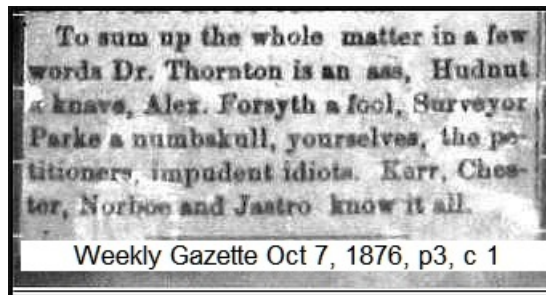 To sum up the whole matter in a few
words Dr. Thornton is an ass, Hudnut
a knave, Alex. Forsyth a fool, Surveyor
Parke a numbskull, yourselves, the pe-
titioners, impudent idiots. Karr, Ches-
ter, Norboe and Jastro know it all.
Weekly Gazette Oct 7, 1876, p3, c 1